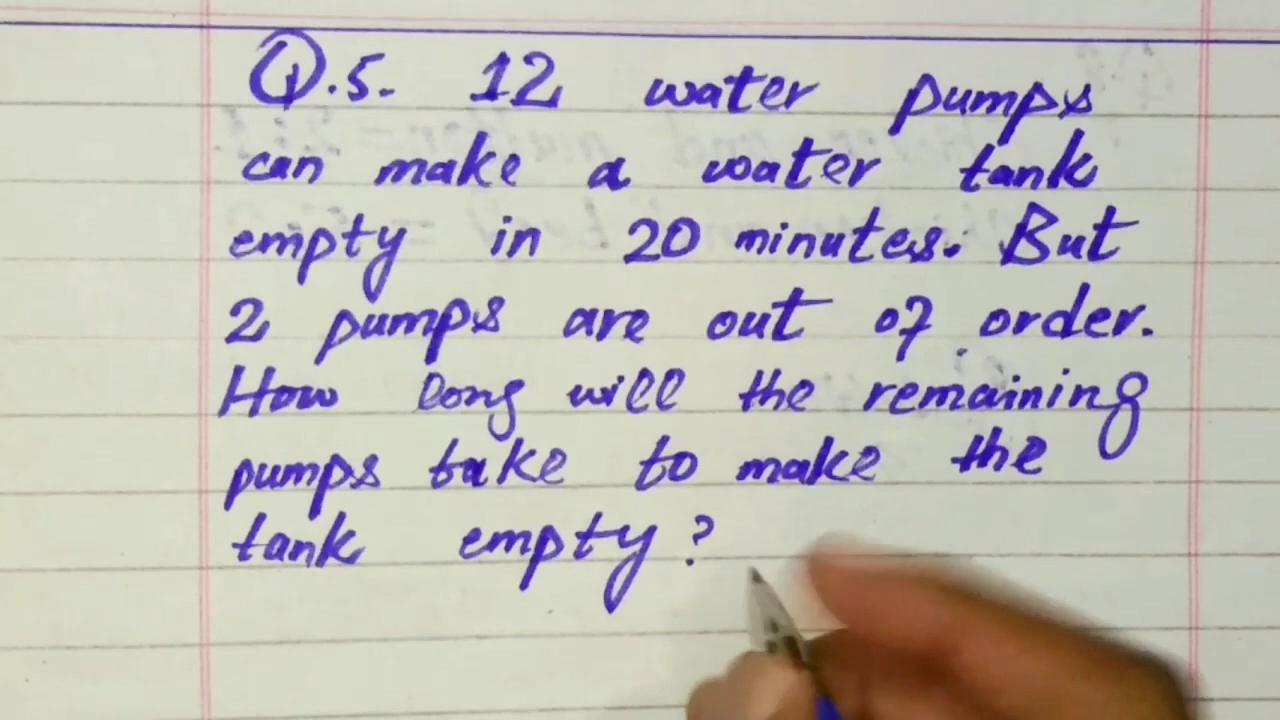 Q.5. 12 water pumps
can make a water tank
empty in 20 minutes. But
2 pumps are out of order.
How long will the remaining
pumps take to make the
tank empty?